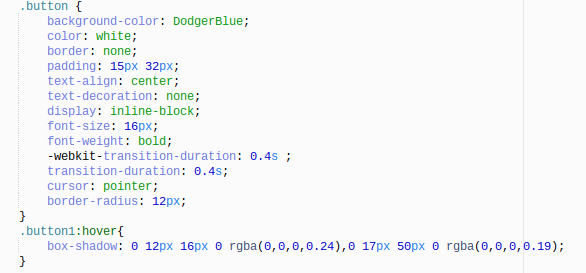 .button {
    background-color: DodgerBlue;
    color: white;
    border: none;
    padding: 15px 32px;
    text-align: center;
    text-decoration: none;
    display: inline-block;
    font-size: 16px;
    font-weight: bold;
    -webkit-transition-duration: 0.4s ;
    transition-duration: 0.4s;
    cursor: pointer;
    border-radius: 12px;
}
.button1:hover{
    box-shadow: 0 12px 16px 0 rgba(0,0,0,0.24),0 17px 50px 0 rgba(0,0,0,0.19);
}